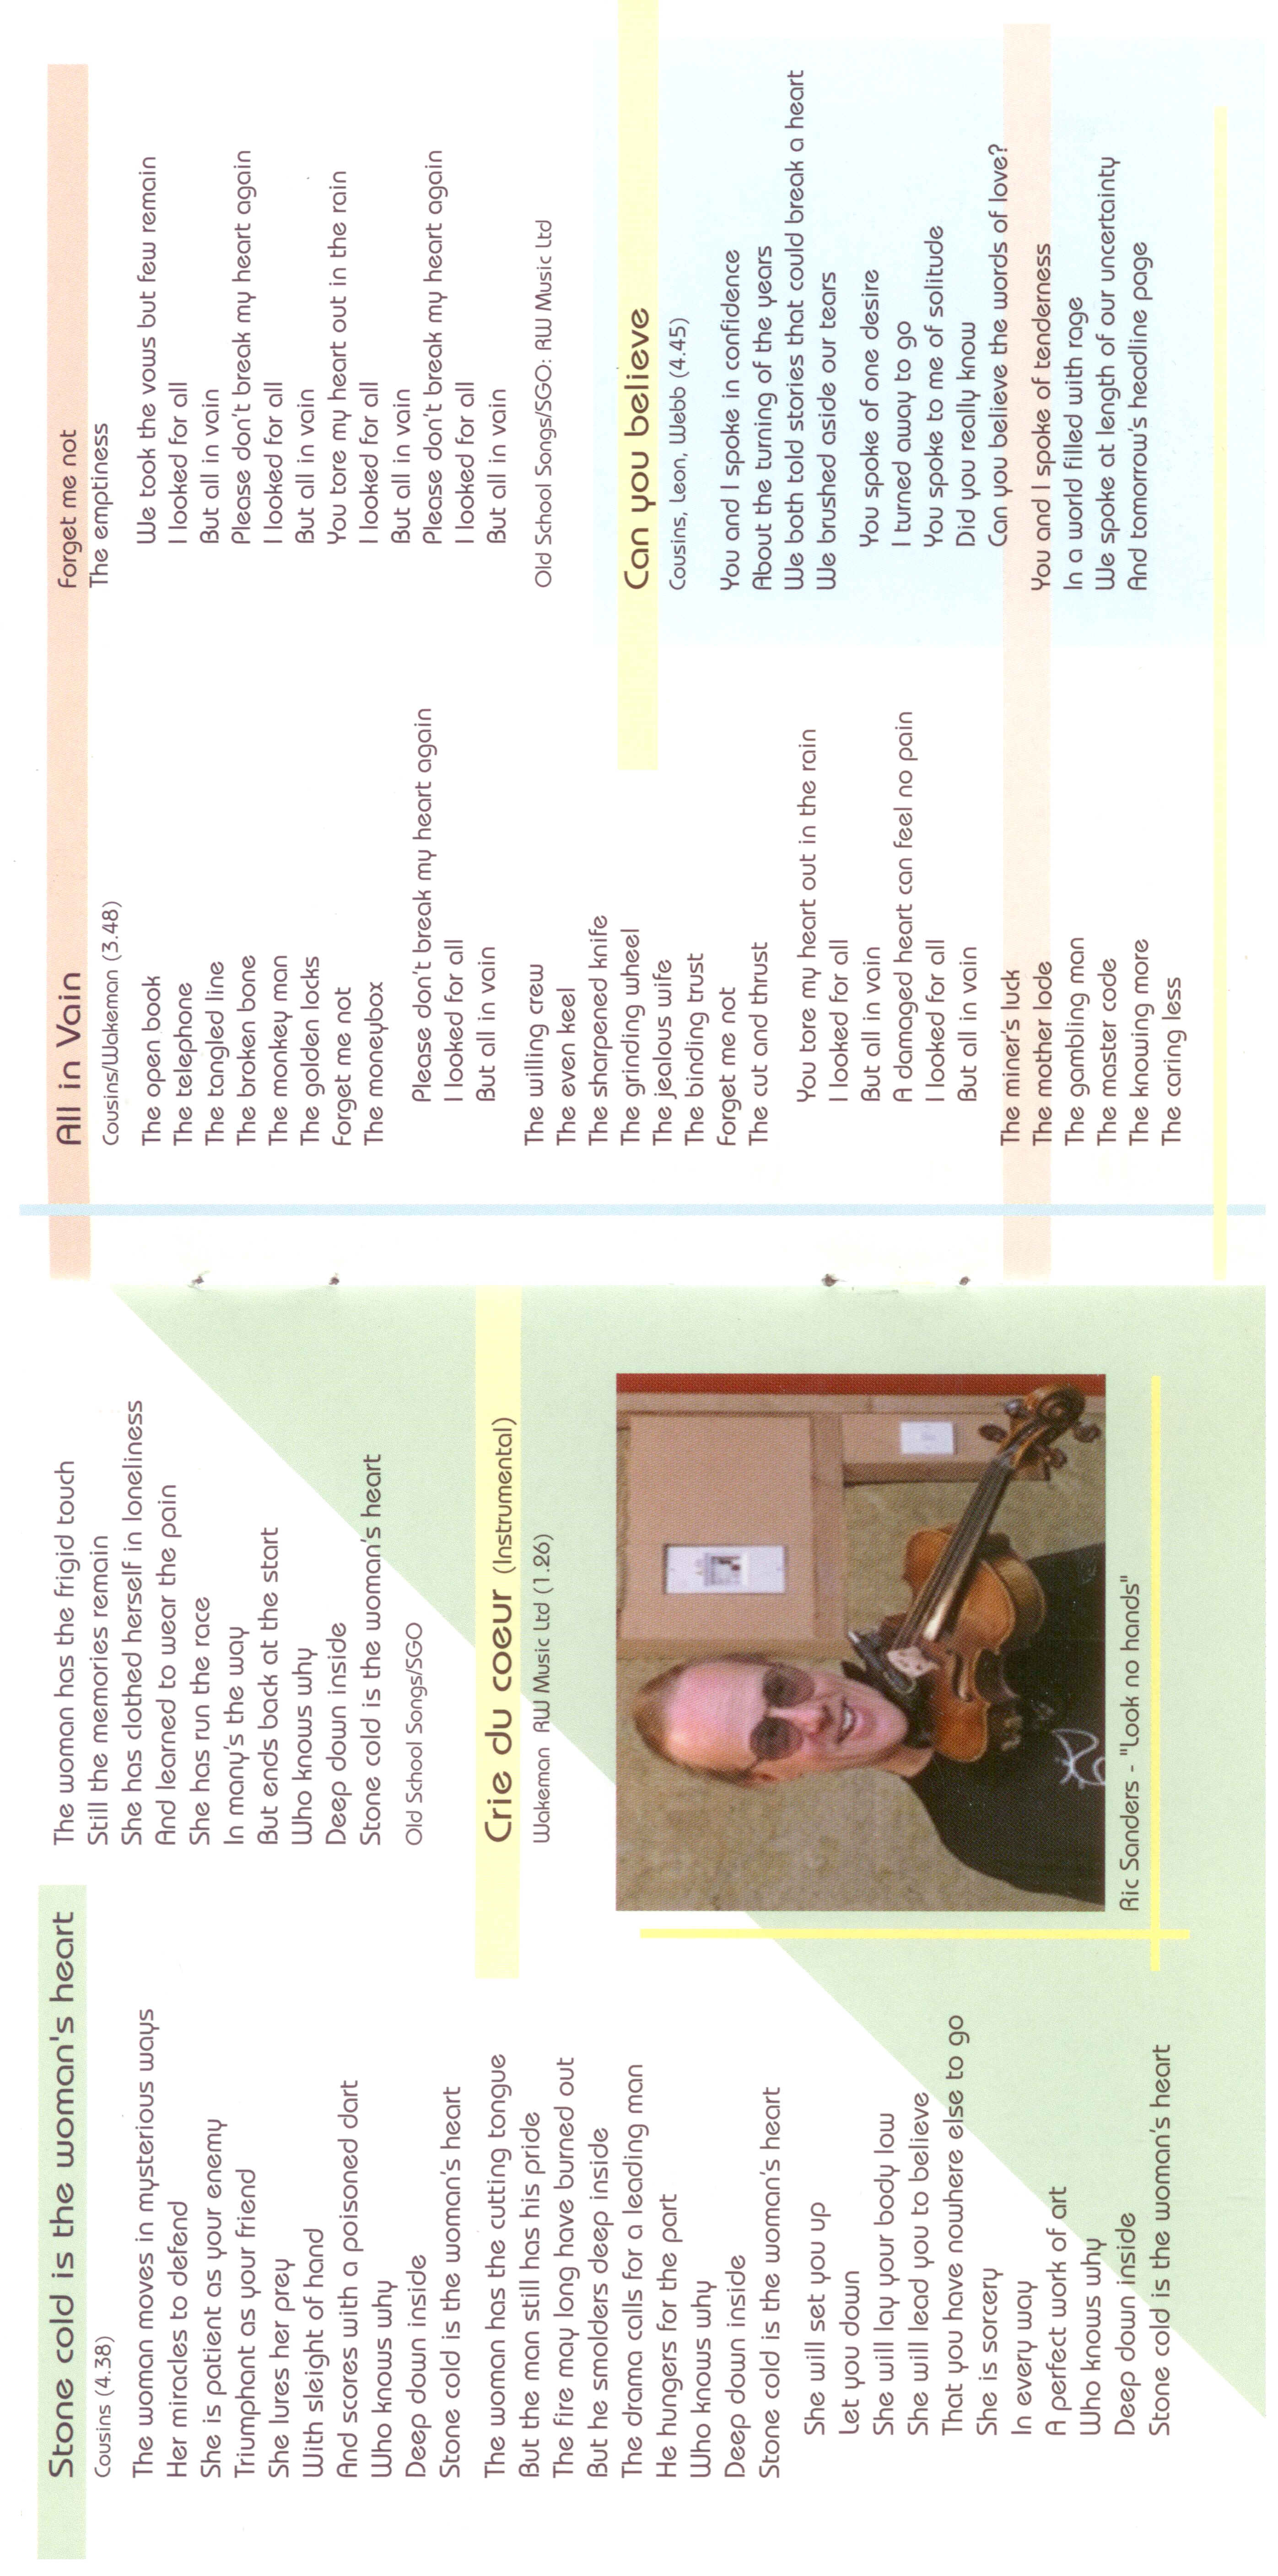 Stone cold is the woman's heart
Cousins (4.38)
The woman moves in mysterious ways
Her miracles to defend
She is patient as your enemy
Triumphant as your friend
She lures her prey
With sleight of hand
And scores with a poisoned dart
Who knows why
Deep down inside
Stone cold is the woman's heart
The woman has the cutting tongue
But the man still has his pride
The fire may long have burned out
But he smolders deep inside
The drama calls for a leading man
He hungers for the part
Who knows why
Deep down inside
Stone cold is the woman's heart
She will set you up
Let you down
She will lay your body low
She will lead you to believe
That you have nowhere else to go
She is sorcery
In every way
A perfect work of art
Who knows why
Deep down inside
Stone cold is the woman's heart
The woman has the frigid touch
Still the memories remain
She has clothed herself in loneliness
And learned to wear the pain
She has run the race
In many's the way
But ends back at the start
Who knows why
Deep down inside
Stone cold is the woman's heart
Old School Songs/SGO
Crie du coeur (Instrumental)
Wakeman RW Music Ltd (1.26)
Ric Sanders - "Look no hands"
All in Vain
Cousins/Wakeman (3.48)
The open book
The telephone
The tangled line
The broken bone
The monkey man
The golden locks
Forget me not
The moneybox
Please don't break my heart again
I looked for all
But all in vain
The willing crew
The even keel
The sharpened knife
The grinding wheel
The jealous wife
The binding trust
Forget me not
The cut and thrust
You tore my heart out in the rain
I looked for all
But all in vain
A damaged heart can feel no pain
I looked for all
But all in vain
The miner's luck
The mother lode
The gambling man
The master code
The knowing more
The caring less
Forget me not
The emptiness
We took the vows but few remain
I looked for all
But all in vain
Please don't break my heart again
I looked for all
But all in vain
You tore my heart out in the rain
I looked for all
But all in vain
Please don't break my heart again
I looked for all
But all in vain
Old School Songs/SGO: RW Music Ltd
Can you believe
Cousins, Leon, Webb (4.45)
You and I spoke in confidence
About the turning of the years
We both told stories that could break a heart
We brushed aside our tears
You spoke of one desire
I turned away to go
You spoke to me of solitude
Did you really know
Can you believe the words of love?
You and I spoke of tenderness
In a world filled with rage
We spoke at length of our uncertainty
And tomorrow's headline page